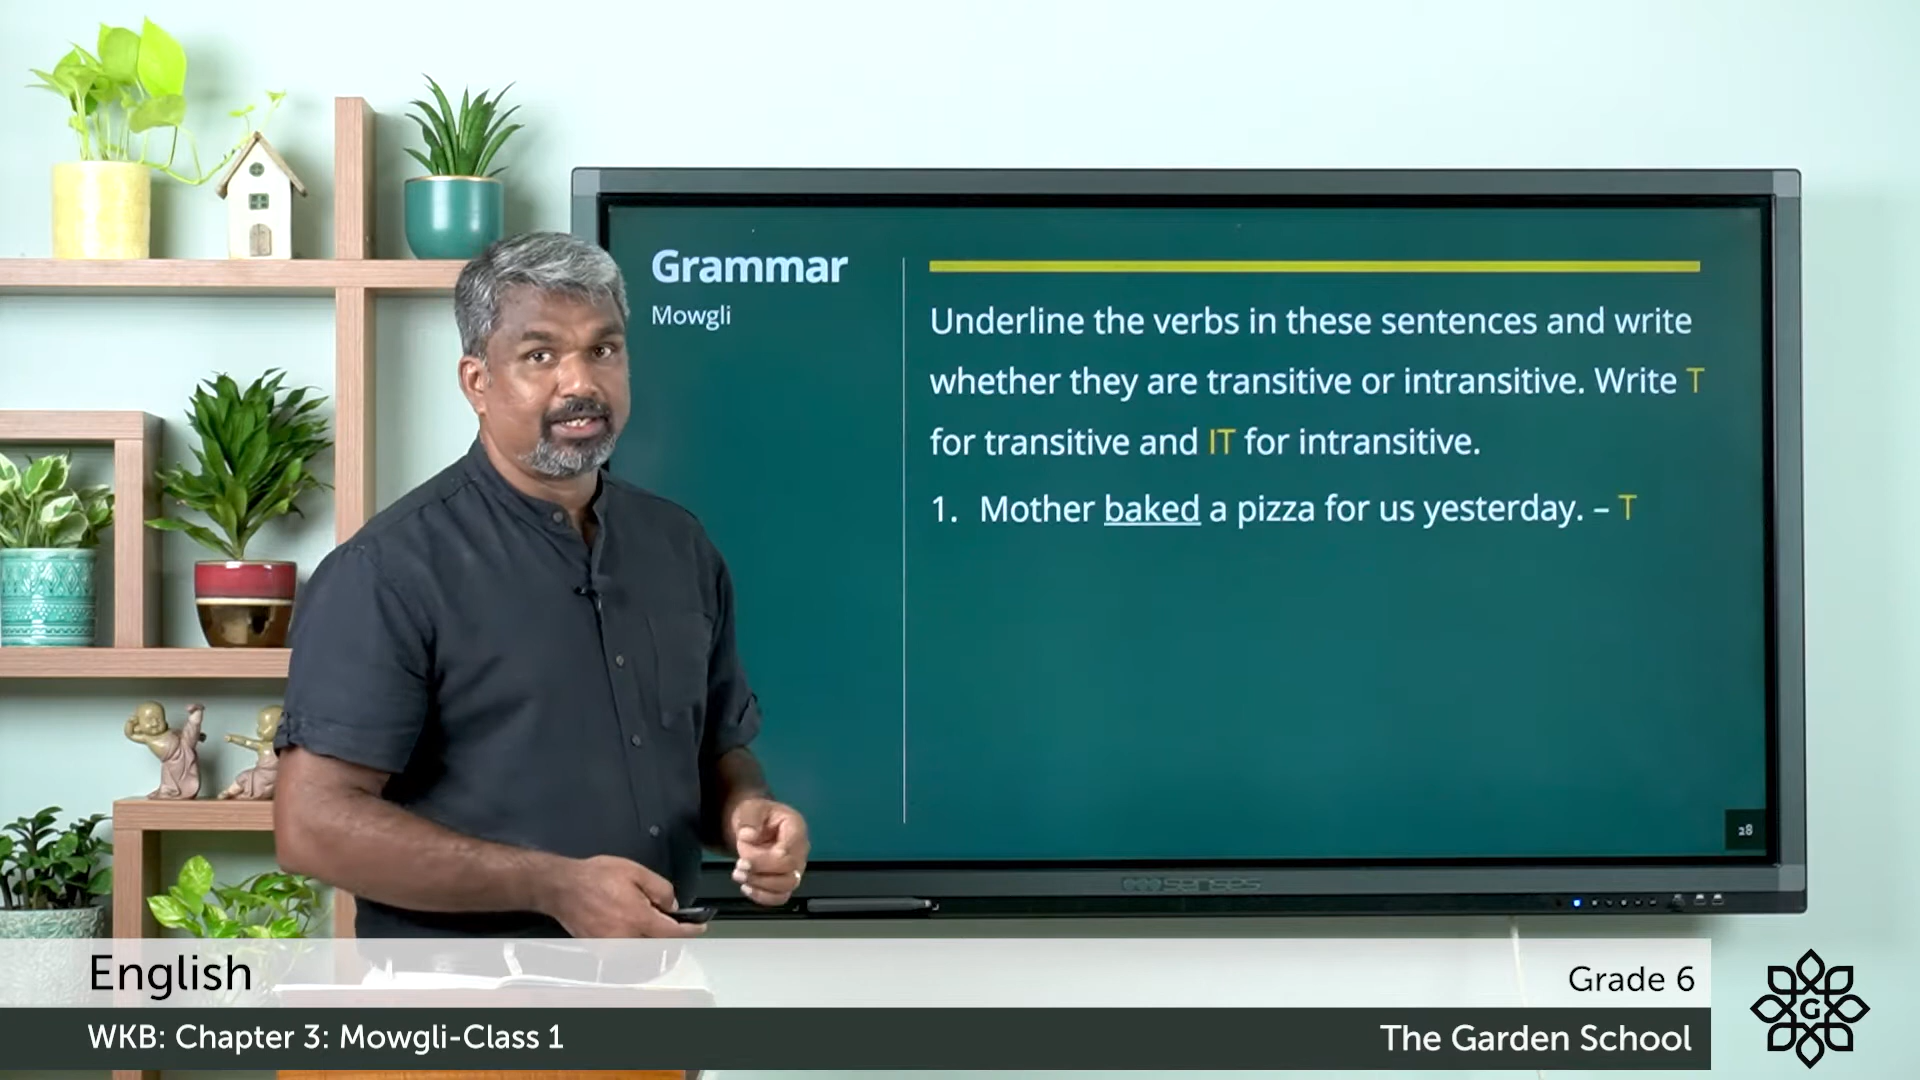 Grammar
Mowgli
Underline the verbs in these sentences and write
whether they are transitive or intransitive. Write T
for transitive and IT for intransitive.
1. Mother baked a pizza for us yesterday. – T
28
senses
English
Grade 6
WKB: Chapter 3: Mowgli-Class 1
The Garden School
G